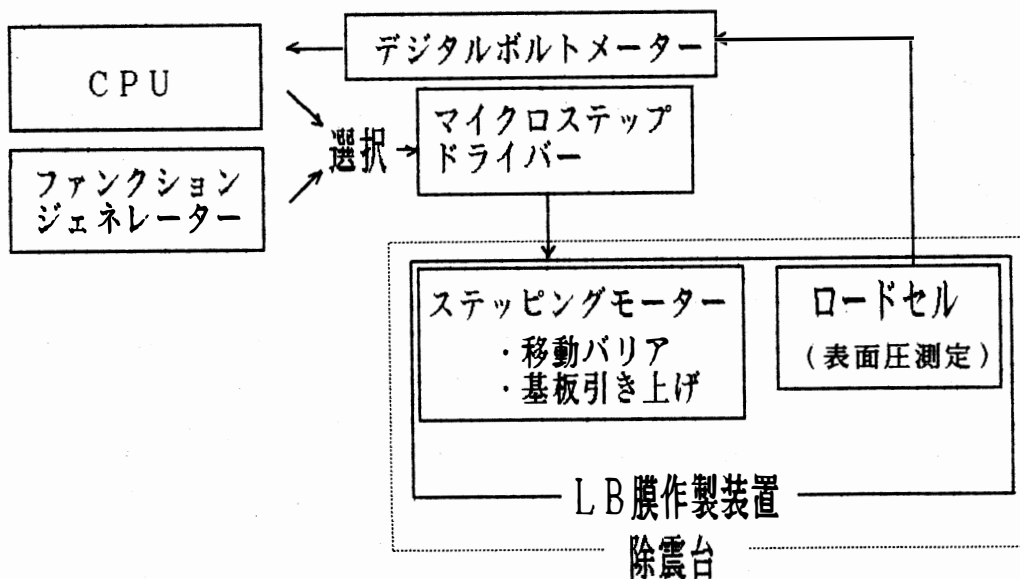 デジタルボルトメーター
CPU
マイクロステップ
ドライバー
選択
ファンクション
ジェネレーター
ステッピングモーター
・移動バリア
・基板引き上げ
ロードセル
(表面圧測定)
LB膜作製装置
除震台